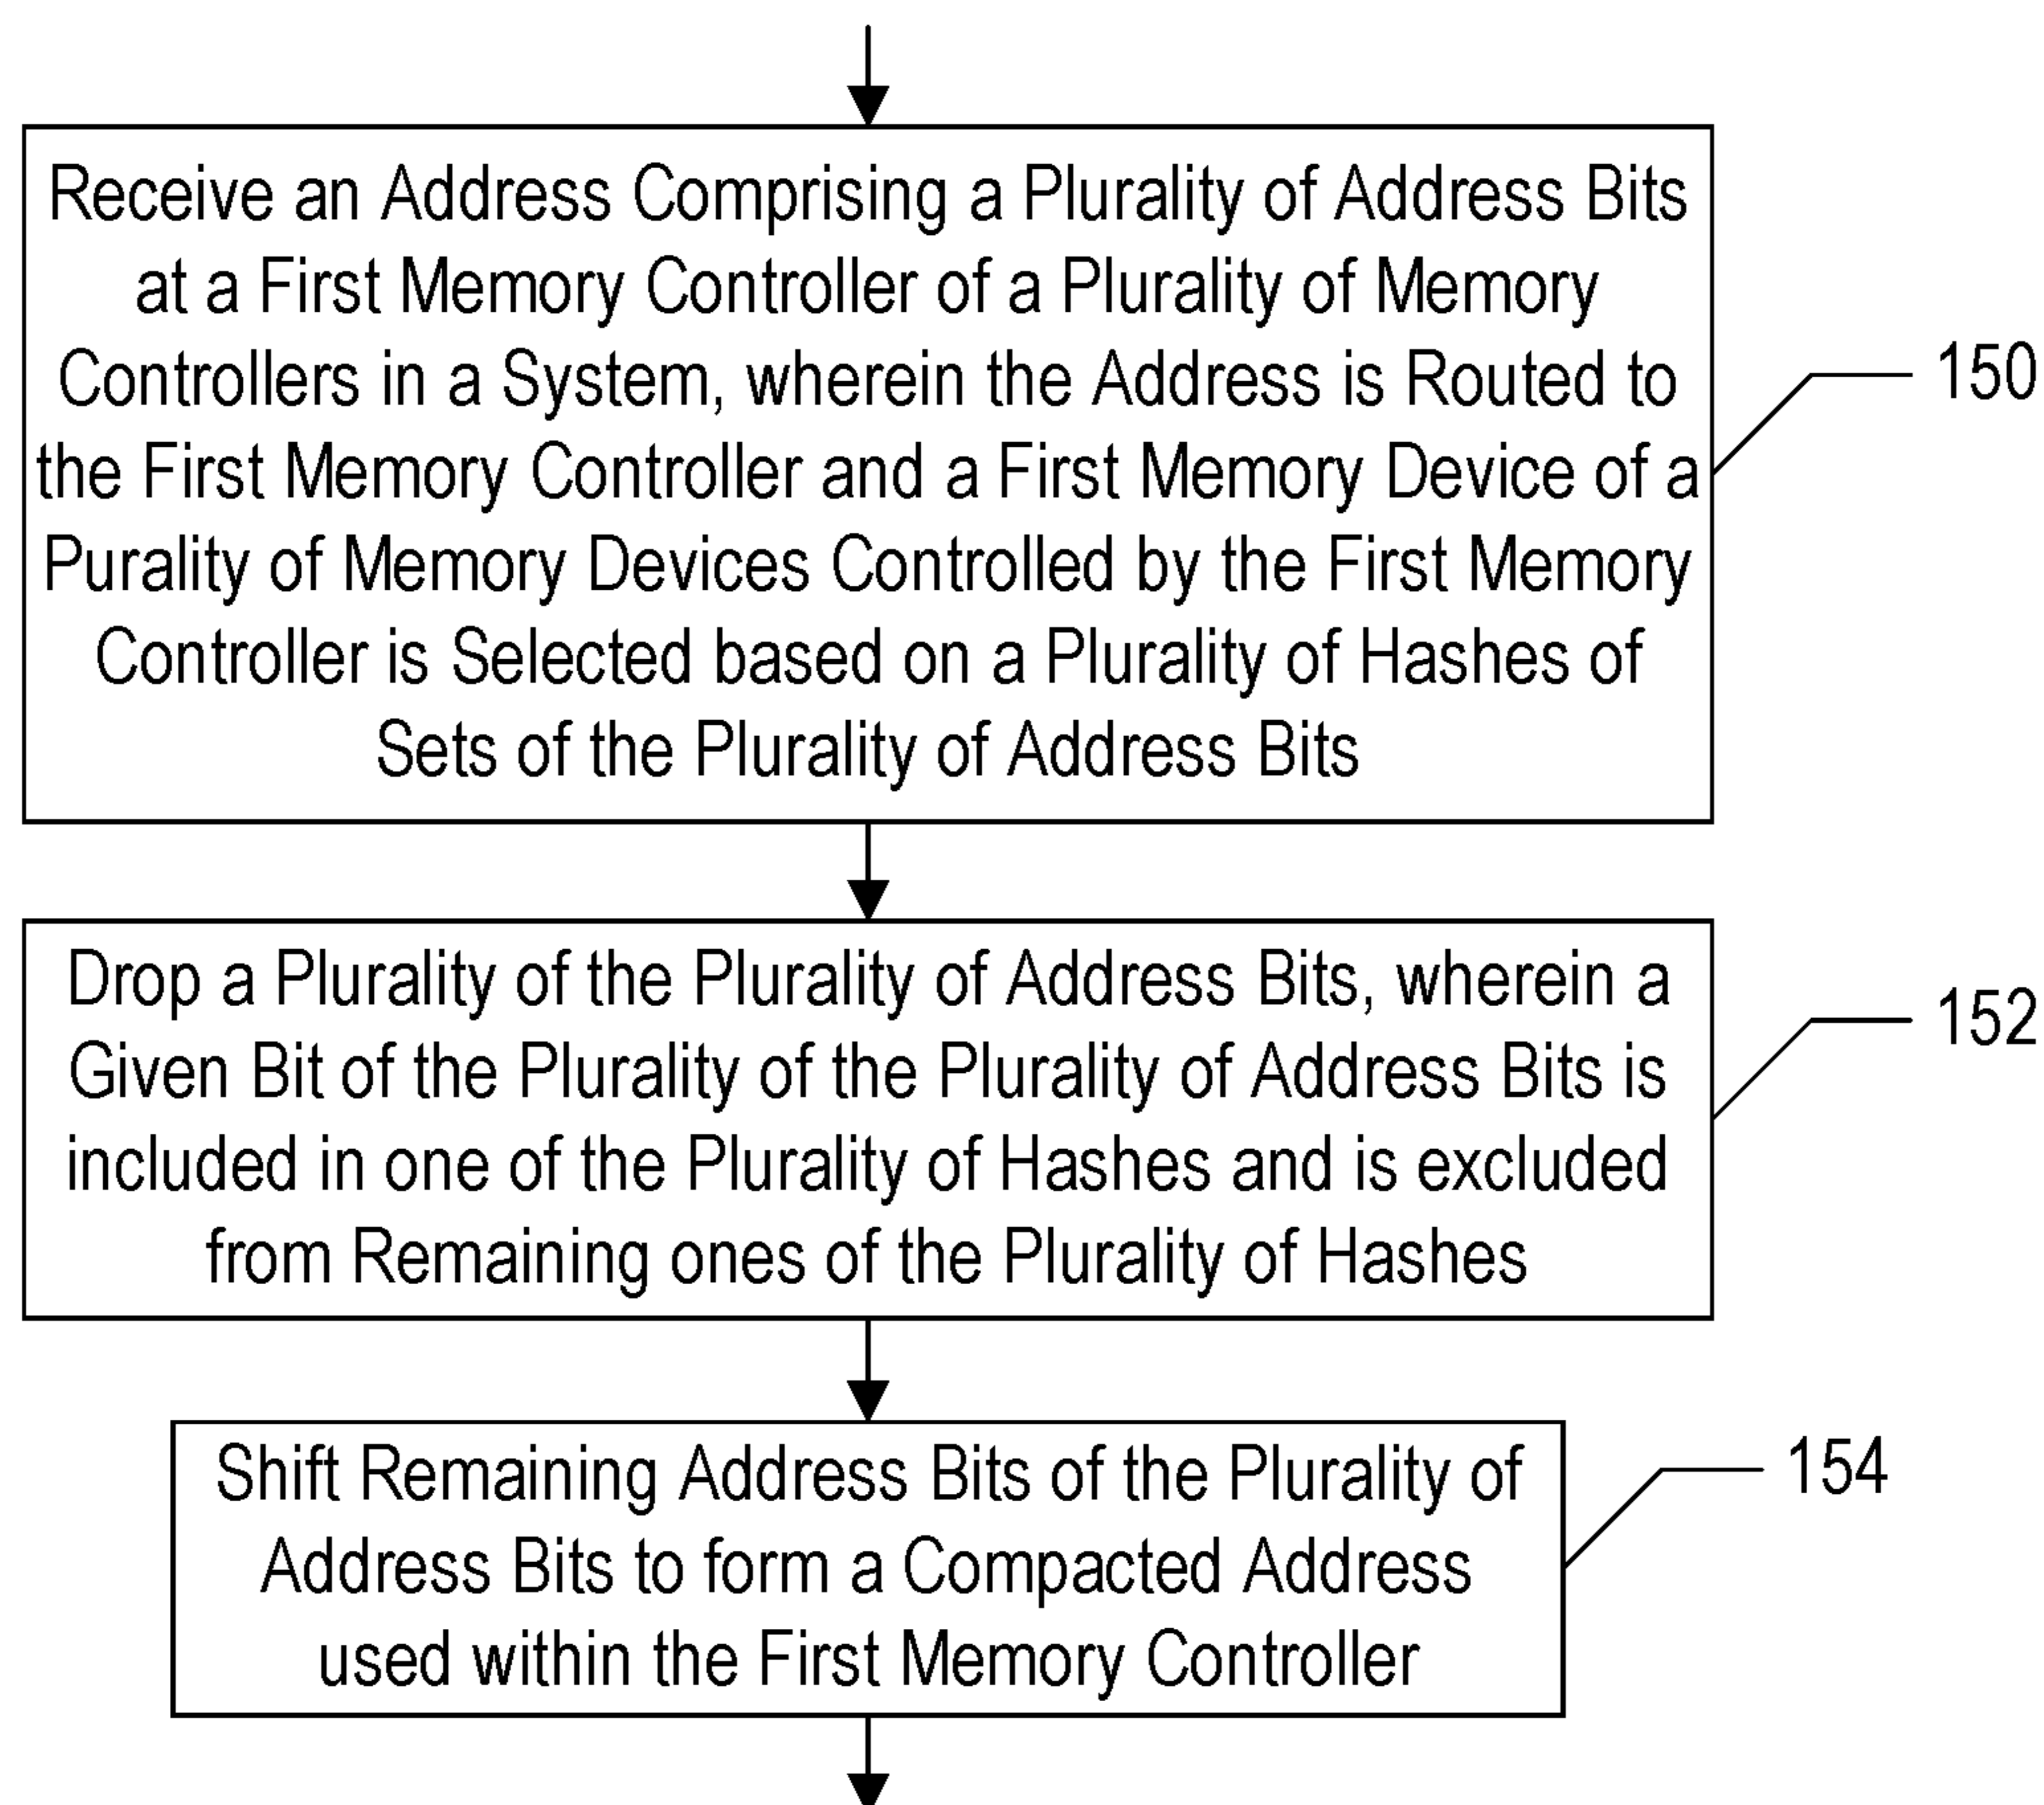 Receive an Address Comprising a Plurality of Address Bits
at a First Memory Controller of a Plurality of Memory
Controllers in a System, wherein the Address is Routed to
the First Memory Controller and a First Memory Device of a
Purality of Memory Devices Controlled by the First Memory
Controller is Selected based on a Plurality of Hashes of
Sets of the Plurality of Address Bits
150
Drop a Plurality of the Plurality of Address Bits, wherein a
Given Bit of the Plurality of the Plurality of Address Bits is
included in one of the Plurality of Hashes and is excluded
from Remaining ones of the Plurality of Hashes
152
Shift Remaining Address Bits of the Plurality of
Address Bits to form a Compacted Address
used within the First Memory Controller
154